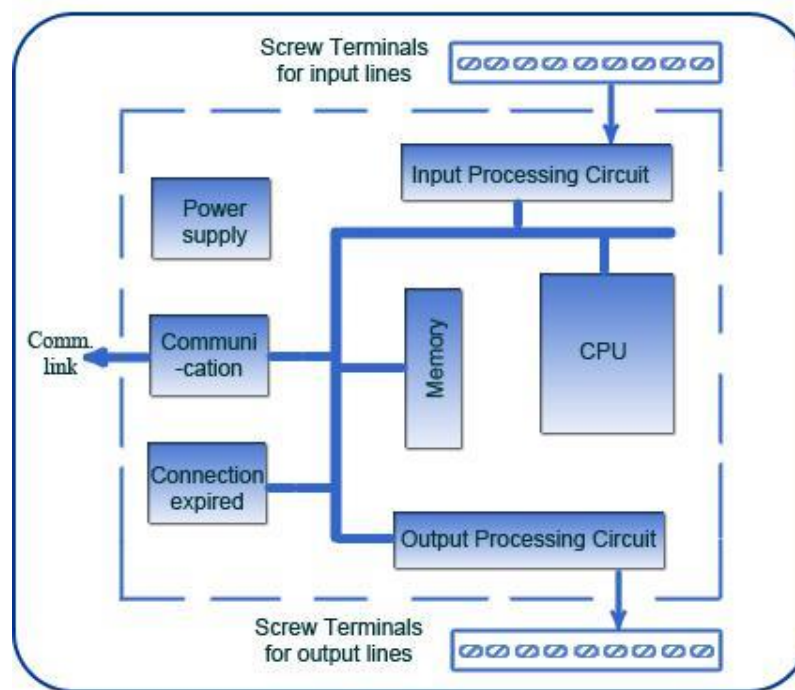 Screw Terminals
for input lines
Input Processing Circuit
Power
supply
Comm.
link
Communi
-cation
Memory
CPU
Connection
expired
Output Processing Circuit
Screw Terminals
for output lines